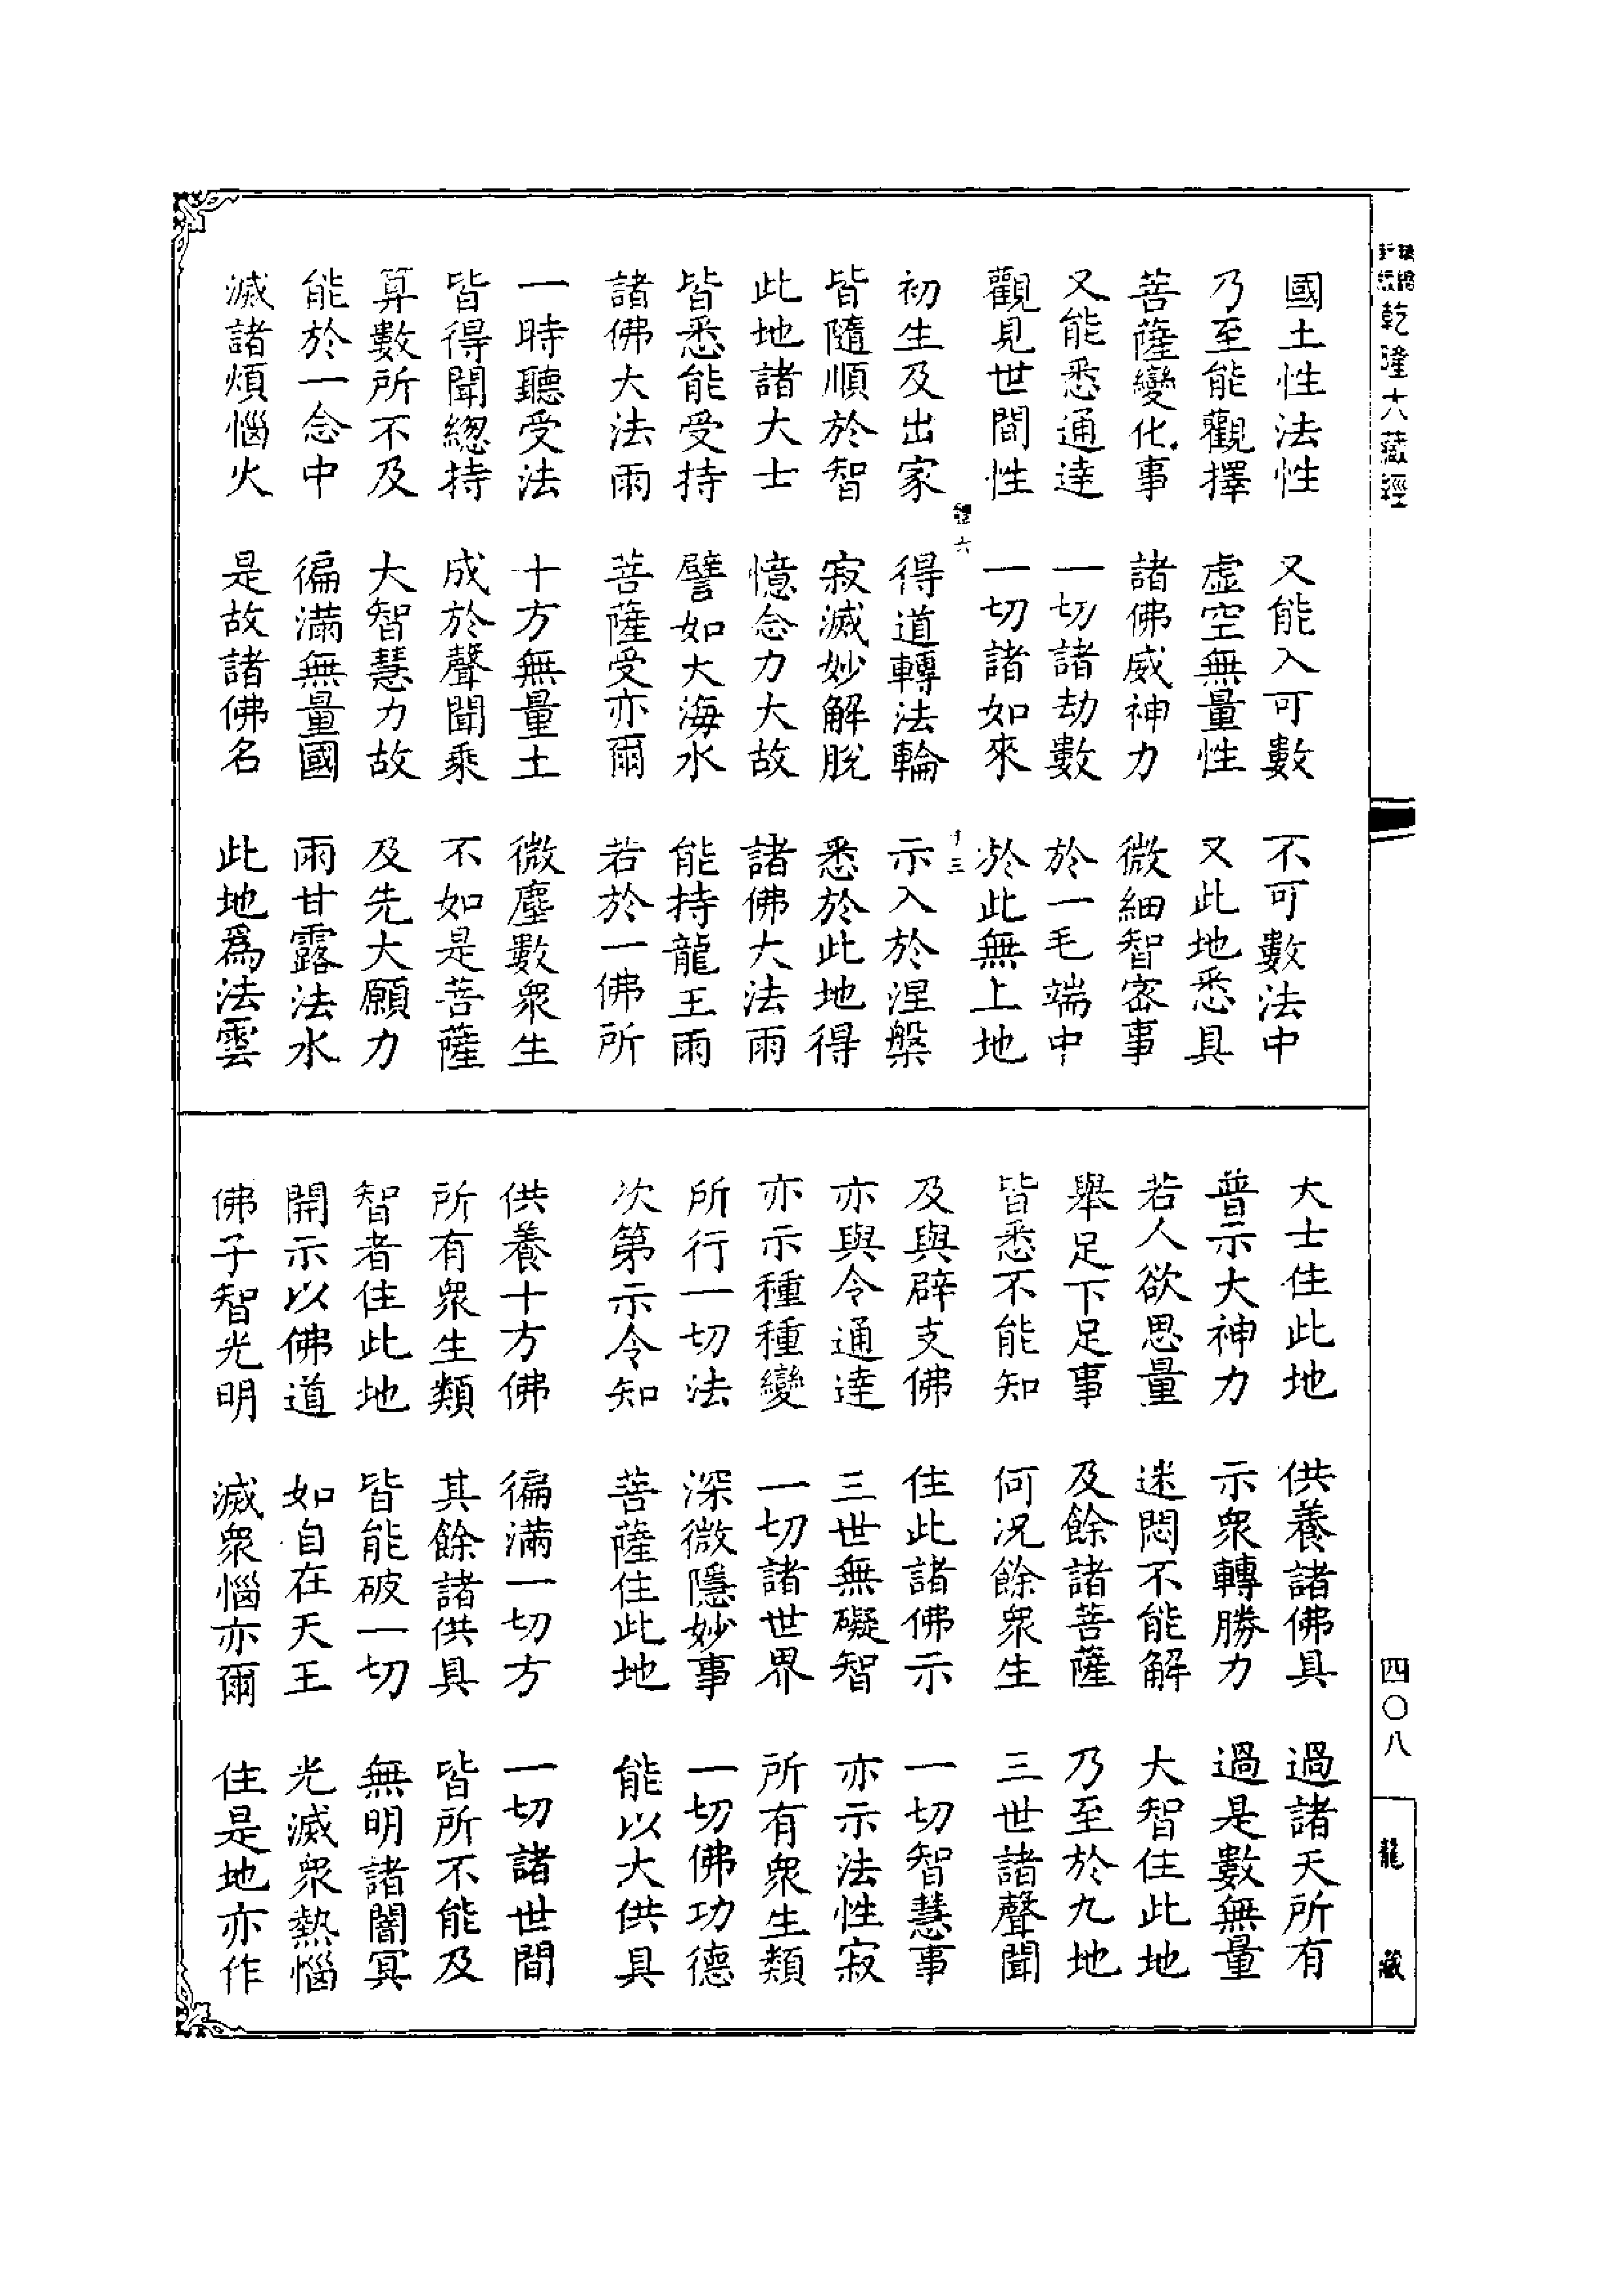 乾隆大藏經
國土性法性　又能入可數　不可數法中
乃至能觀擇　虛空無量性　又此地悉具
菩薩變化事　諸佛威神力　微細智密事
又能悉通達　一切諸劫數　於一毛端中
觀見世間性　一切諸如來　於此無上地
六　十三
初生及出家　得道轉法輪　示入於涅槃
皆隨順於智　寂滅妙解脫　悉於此地得
此地諸大士　憶念力大故　諸佛大法雨
皆悉能受持　譬如大海水　能持龍王雨
諸佛大法雨　菩薩受亦爾　若於一佛所
一時聽受法　十方無量土　微塵數衆生
皆得聞緫持　成於聲聞乘　不如是菩薩
算數所不及　大智慧力故　及先大願力
能於一念中　徧滿無量國　雨甘露法水
滅諸煩惱火　是故諸佛名　此地爲法雲
大士住此地　供養諸佛具　過諸天所有
普示大神力　示衆轉勝力　過是數無量
若人欲思量　迷悶不能解　大智住此地
舉足下足事　及餘諸菩薩　乃至於九地
皆悉不能知　何況餘衆生　三世諸聲聞
及與辟支佛　住此諸佛示　一切智慧事
亦與令通達　三世無礙智　亦示法性寂
亦示種種變　一切諸世界　所有衆生類
所行一切法　深微隱妙事　一切佛功德
次第示令知　菩薩住此地　能以大供具
供養十方佛　徧滿一切方　一切諸世間
所有衆生類　其餘諸供具　皆所不能及
智者住此地　皆能破一切　無明諸闇冥
開示以佛道　如自在天王　光滅衆熱惱
佛子智光明　滅衆惱亦爾　住是地亦作
四〇八
龍藏